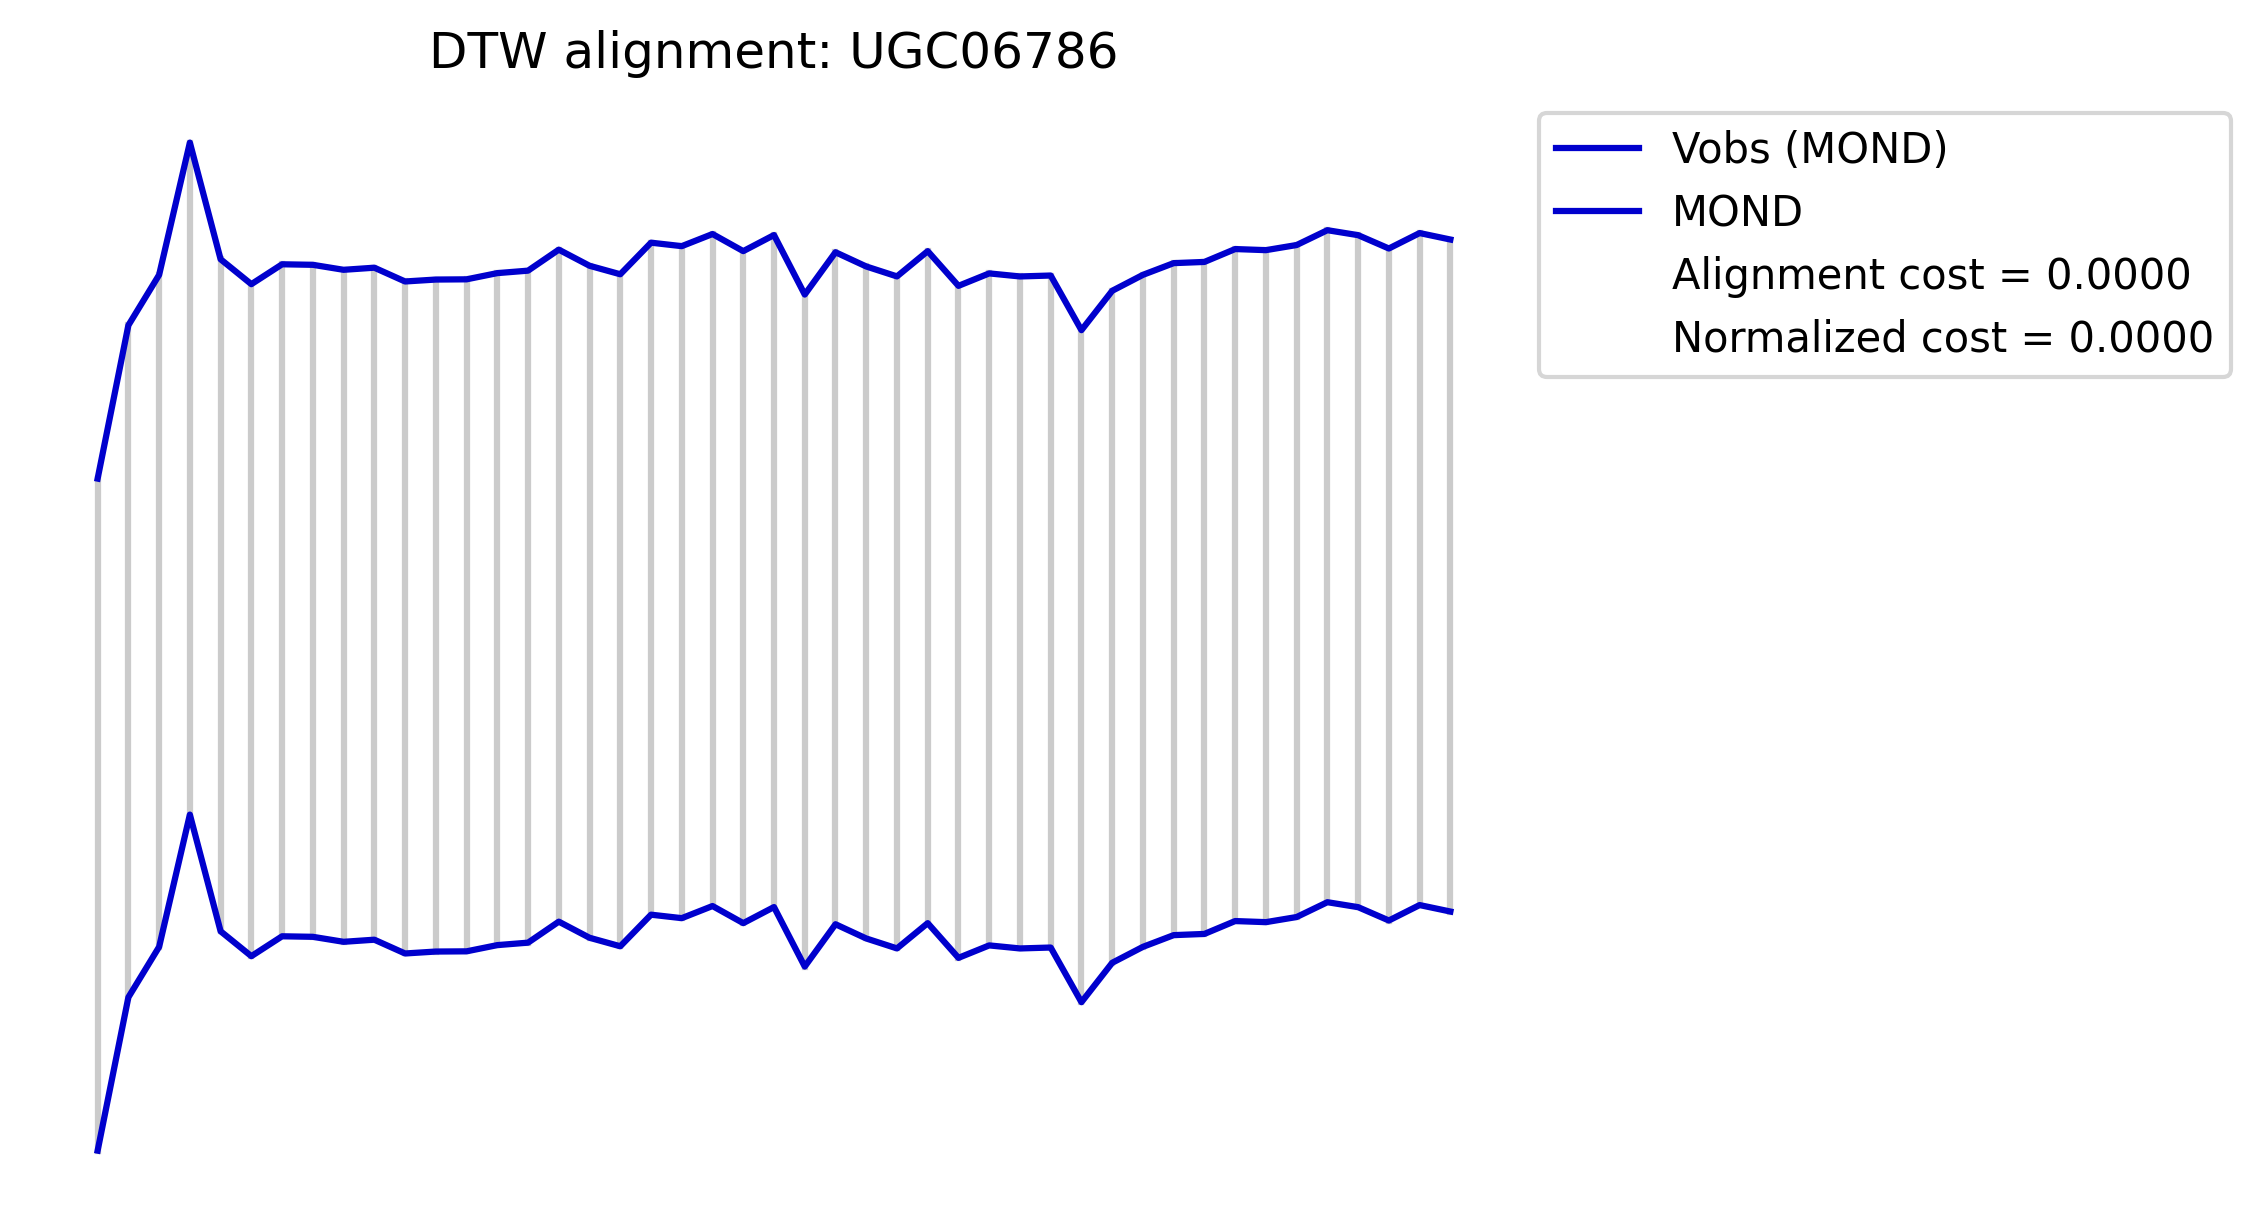 DTW alignment: UGC06786
Vobs (MOND)
MOND
Alignment cost = 0.0000
Normalized cost = 0.0000